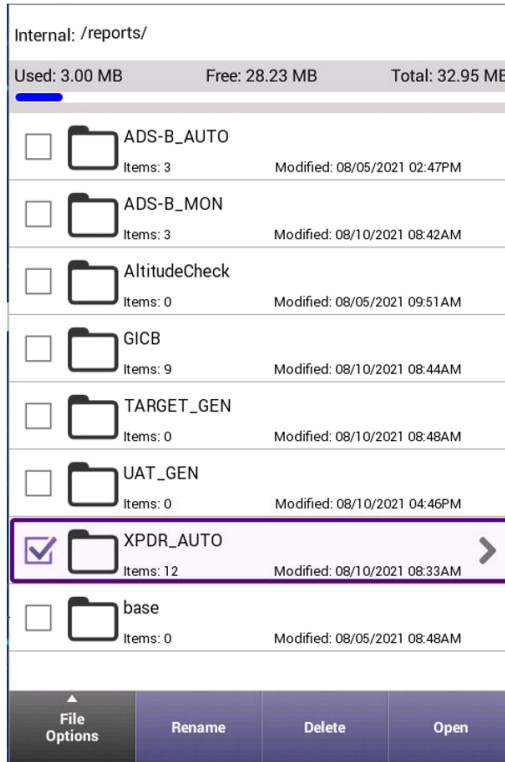 Internal: /reports/
Used: 3.00 MB Free: 28.23 MB Total: 32.95 MB
ADS-B_AUTO
Items: 3 Modified: 08/05/2021 02:47PM
ADS-B_MON
Items: 3 Modified: 08/10/2021 08:42AM
AltitudeCheck
Items: 0 Modified: 08/05/2021 09:51AM
GICB
Items: 9 Modified: 08/10/2021 08:44AM
TARGET_GEN
Items: 0 Modified: 08/10/2021 08:48AM
UAT_GEN
Items: 0 Modified: 08/10/2021 04:46PM
XPDR_AUTO
Items: 12 Modified: 08/10/2021 08:33AM
base
Items: 0 Modified: 08/05/2021 08:48AM
File
Options
Rename Delete Open